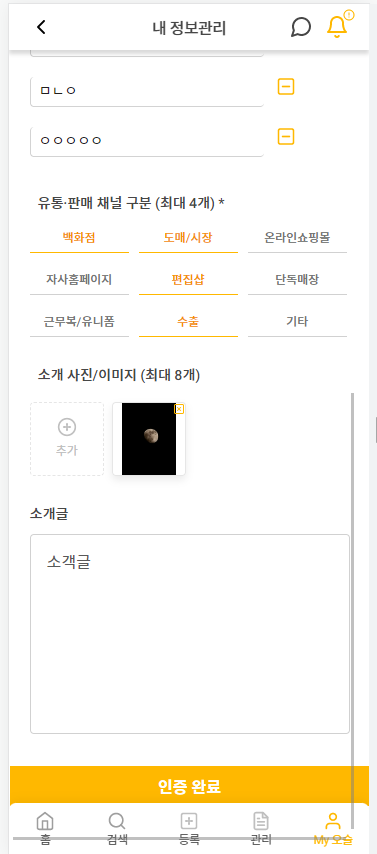 내 정보관리
ㅁㄴㅇ
ㅇㅇㅇㅇㅇ
유통·판매 채널 구분 (최대 4개) *
백화점 도매/시장 온라인쇼핑몰
자사홈페이지 편집샵 단독매장
근무복/유니폼 수출 기타
소개 사진/이미지 (최대 8개)
추가
소개글
소객글
인증 완료
홈 검색 등록 관리 My 오슬